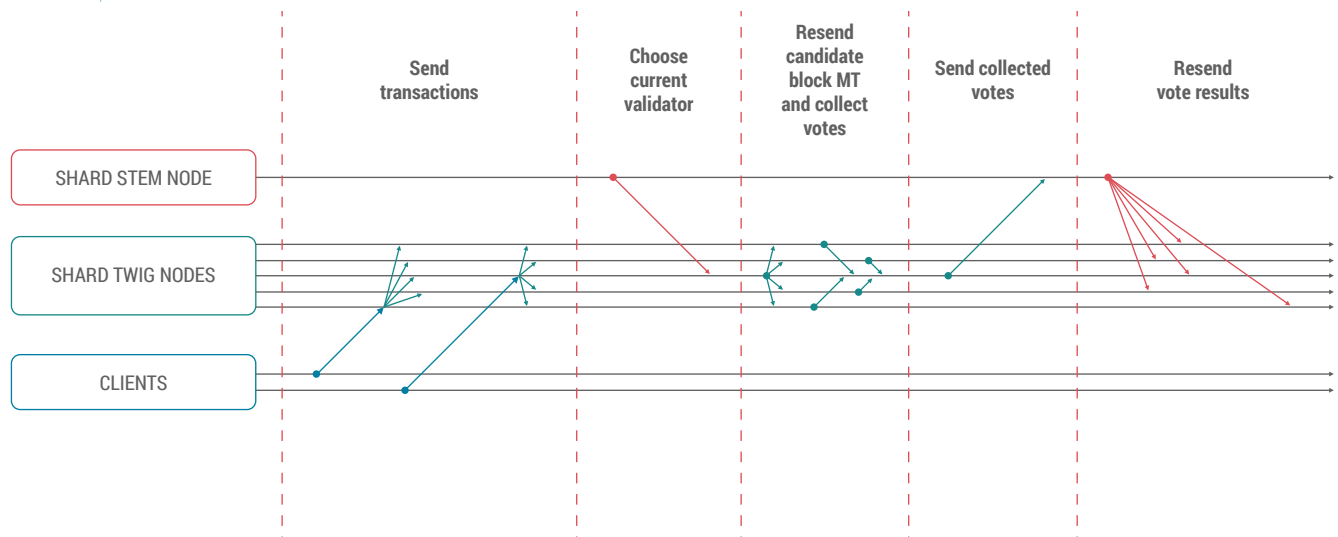 Send
transactions
Choose
current
validator
Resend
candidate
block MT
and collect
votes
Send collected
votes
Resend
vote results
SHARD STEM NODE
SHARD TWIG NODES
CLIENTS